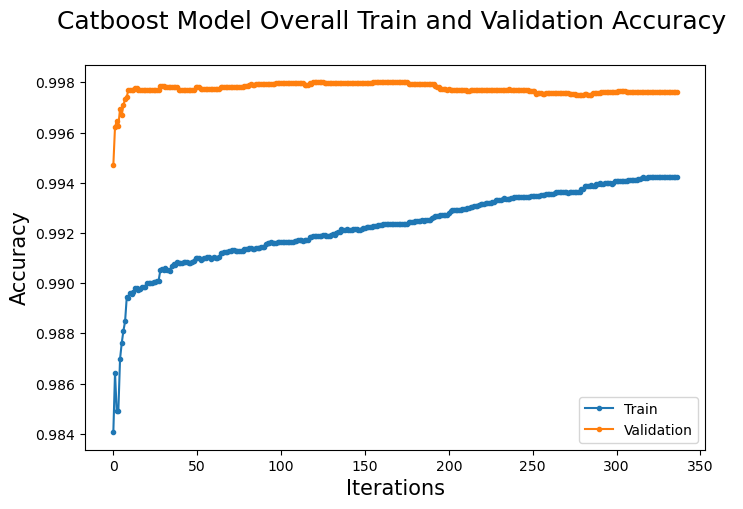 Catboost Model Overall Train and Validation Accuracy
0.998
0.996
0.994
0.992
0.990
0.988
0.986
0.984
Accuracy
Train
Validation
0 50 100 150 200 250 300 350
Iterations